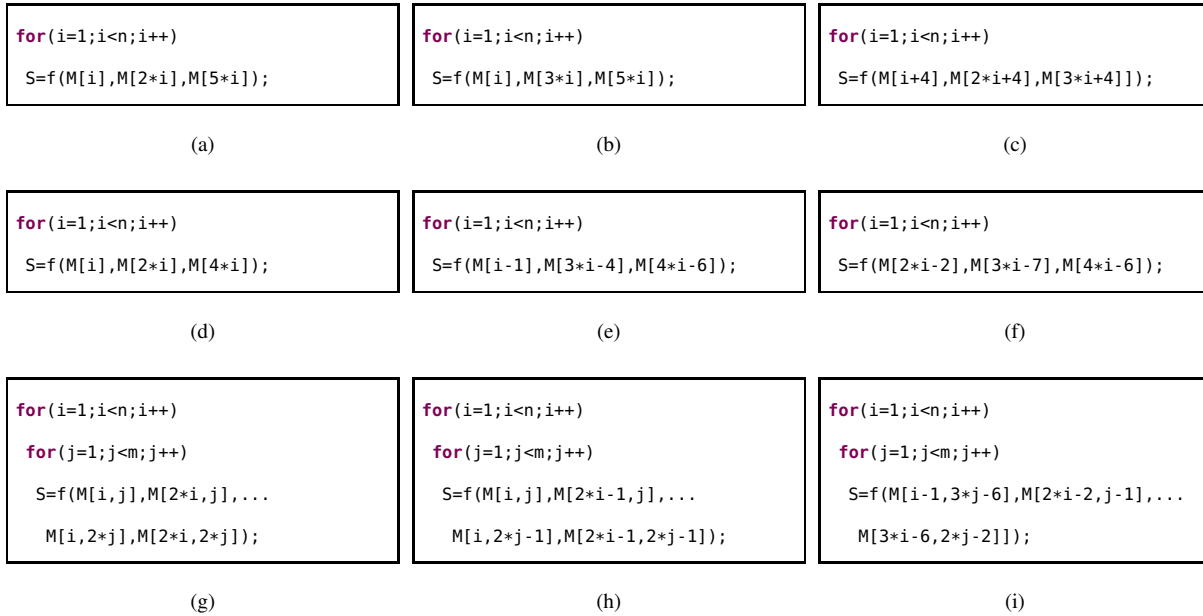 for(i=1;i<n;i++)
S=f(M[i],M[2*i],M[5*i]);
(a)
for(i=1;i<n;i++)
S=f(M[i],M[3*i],M[5*i]);
(b)
for(i=1;i<n;i++)
S=f(M[i+4],M[2*i+4],M[3*i+4]]);
(c)
for(i=1;i<n;i++)
S=f(M[i],M[2*i],M[4*i]);
(d)
for(i=1;i<n;i++)
S=f(M[i-1],M[3*i-4],M[4*i-6]);
(e)
for(i=1;i<n;i++)
S=f(M[2*i-2],M[3*i-7],M[4*i-6]);
(f)
for(i=1;i<n;i++)
for(j=1;j<m;j++)
S=f(M[i,j],M[2*i,j],...
M[i,2*j],M[2*i,2*j]);
(g)
for(i=1;i<n;i++)
for(j=1;j<m;j++)
S=f(M[i,j],M[2*i-1,j],...
M[i,2*j-1],M[2*i-1,2*j-1]);
(h)
for(i=1;i<n;i++)
for(j=1;j<m;j++)
S=f(M[i-1,3*j-6],M[2*i-2,j-1],...
M[3*i-6,2*j-2]]);
(i)